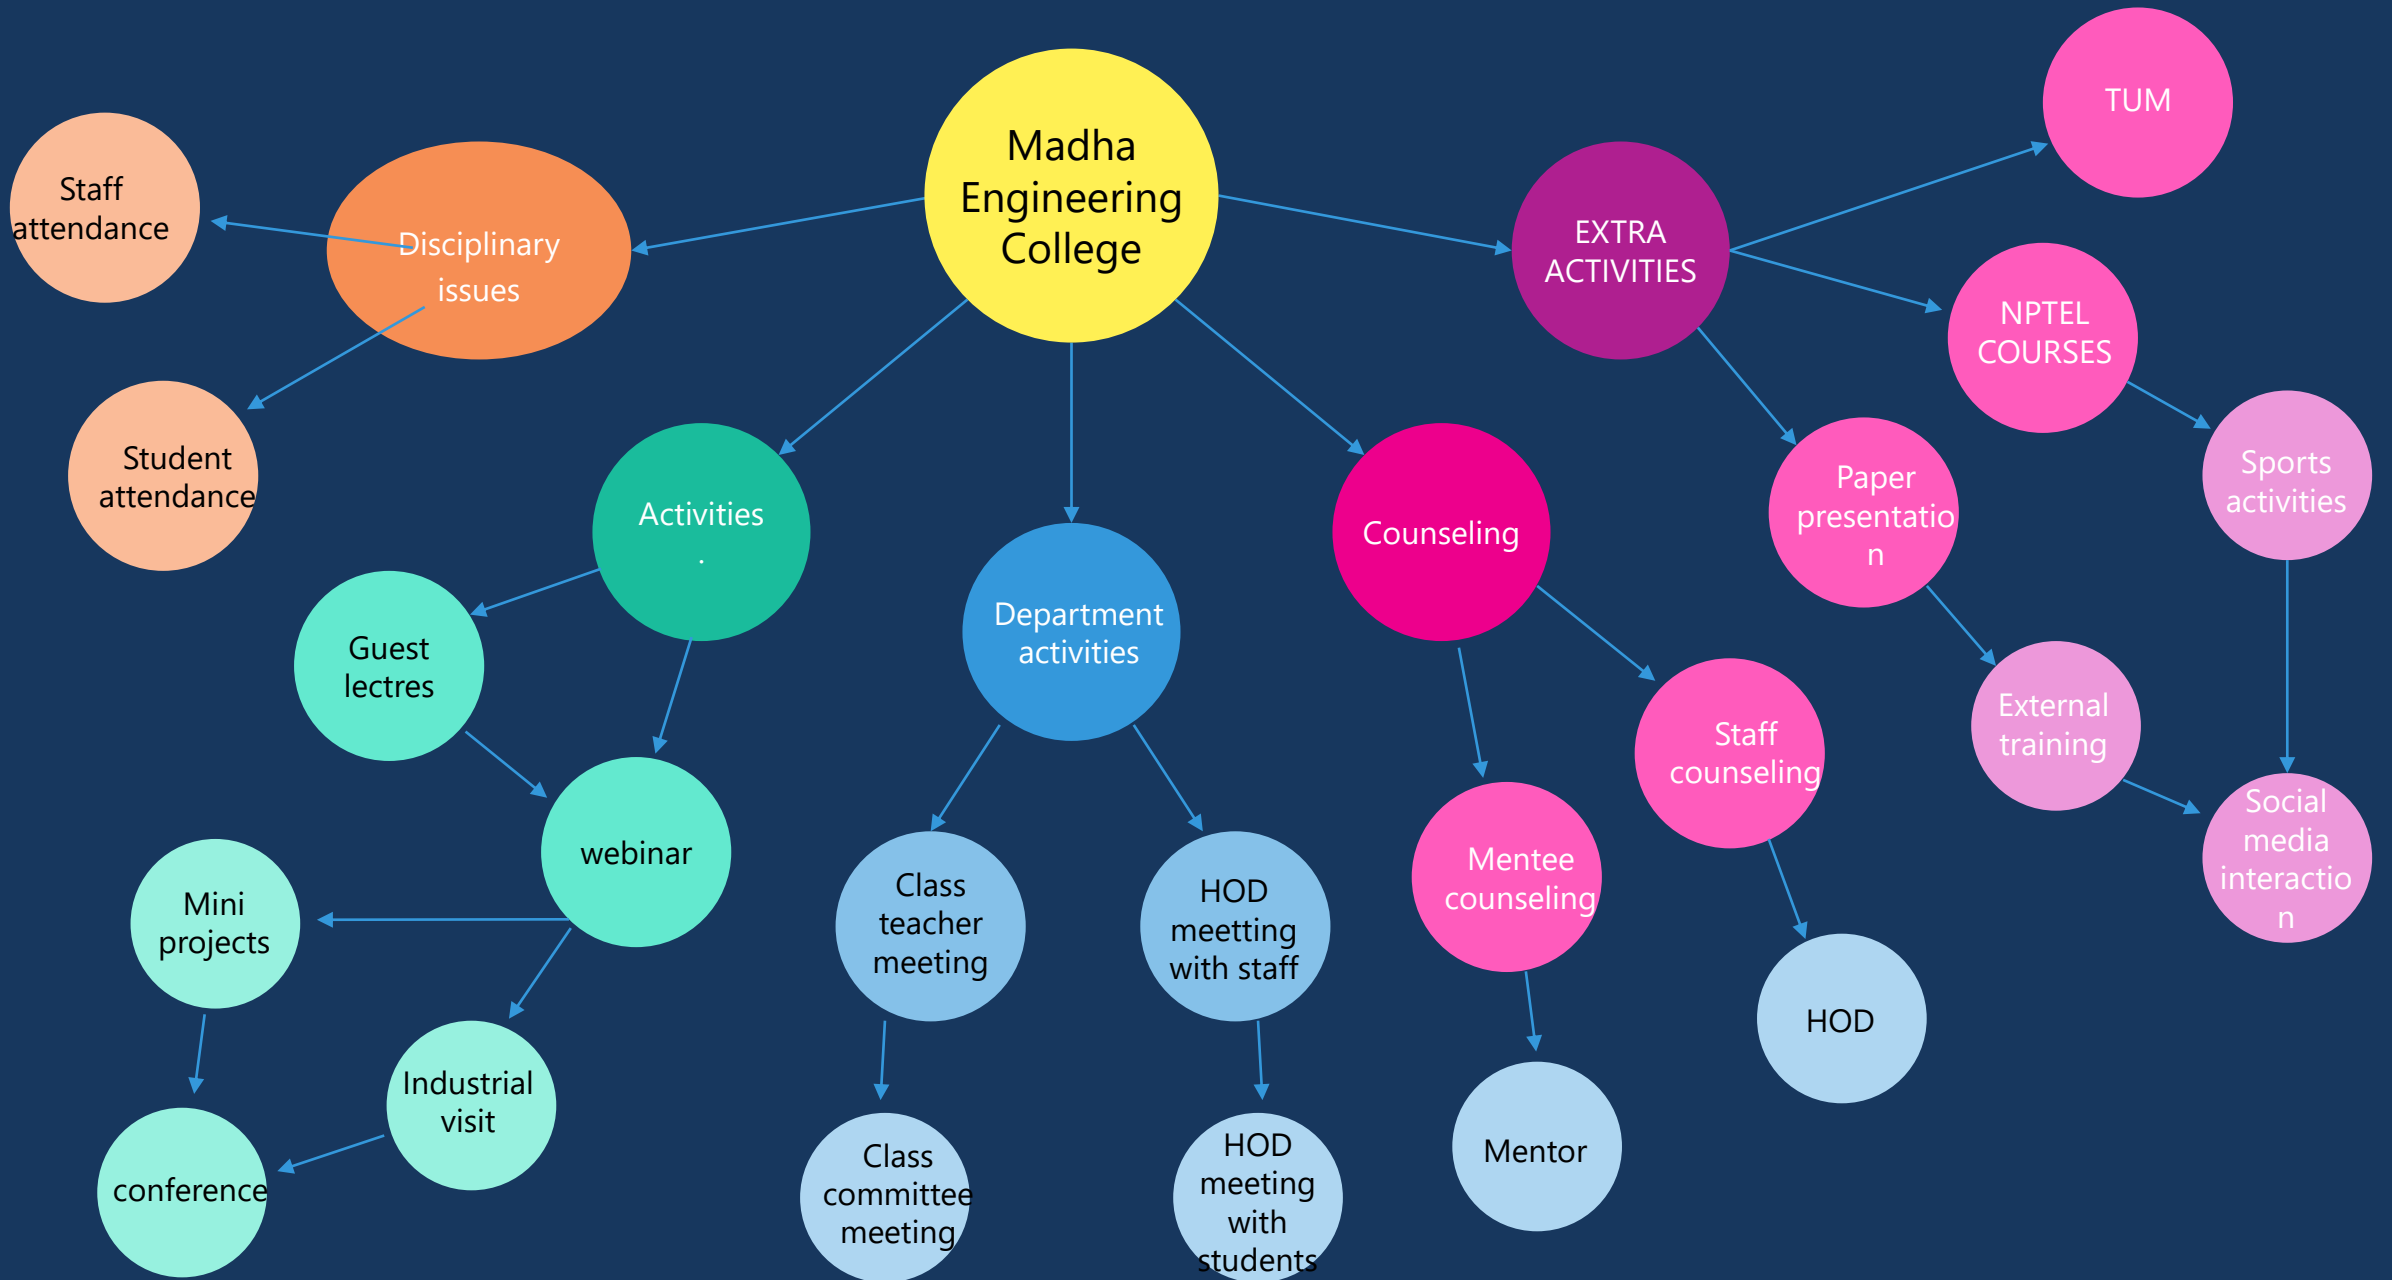 Madha
Engineering
College
Disciplinary
issues
Staff
attendance
Student
attendance
Activities
.
Guest
lectres
webinar
Mini
projects
Industrial
visit
conference
Department
activities
Class
teacher
meeting
HOD
meetting
with staff
Class
committee
meeting
HOD
meeting
with
students
Counseling
Mentee
counseling
Staff
counseling
Mentor
HOD
EXTRA
ACTIVITIES
TUM
NPTEL
COURSES
Paper
presentatio
n
Sports
activities
External
training
Social
media
interactio
n